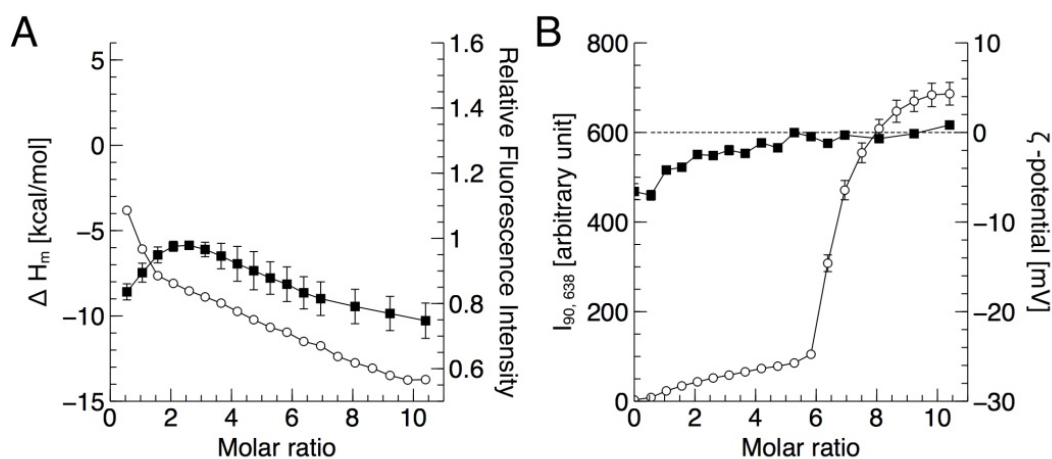 A
5
0
−5
−10
−15
Δ Hm [kcal/mol]
0 2 4 6 8 10
Molar ratio
1.6
1.4
1.2
1
0.8
0.6
Relative Fluorescence Intensity
B
800
600
400
200
0
I90, 638 [arbitrary unit]
0 2 4 6 8 10
Molar ratio
10
0
−10
−20
−30
ζ-potential [mV]